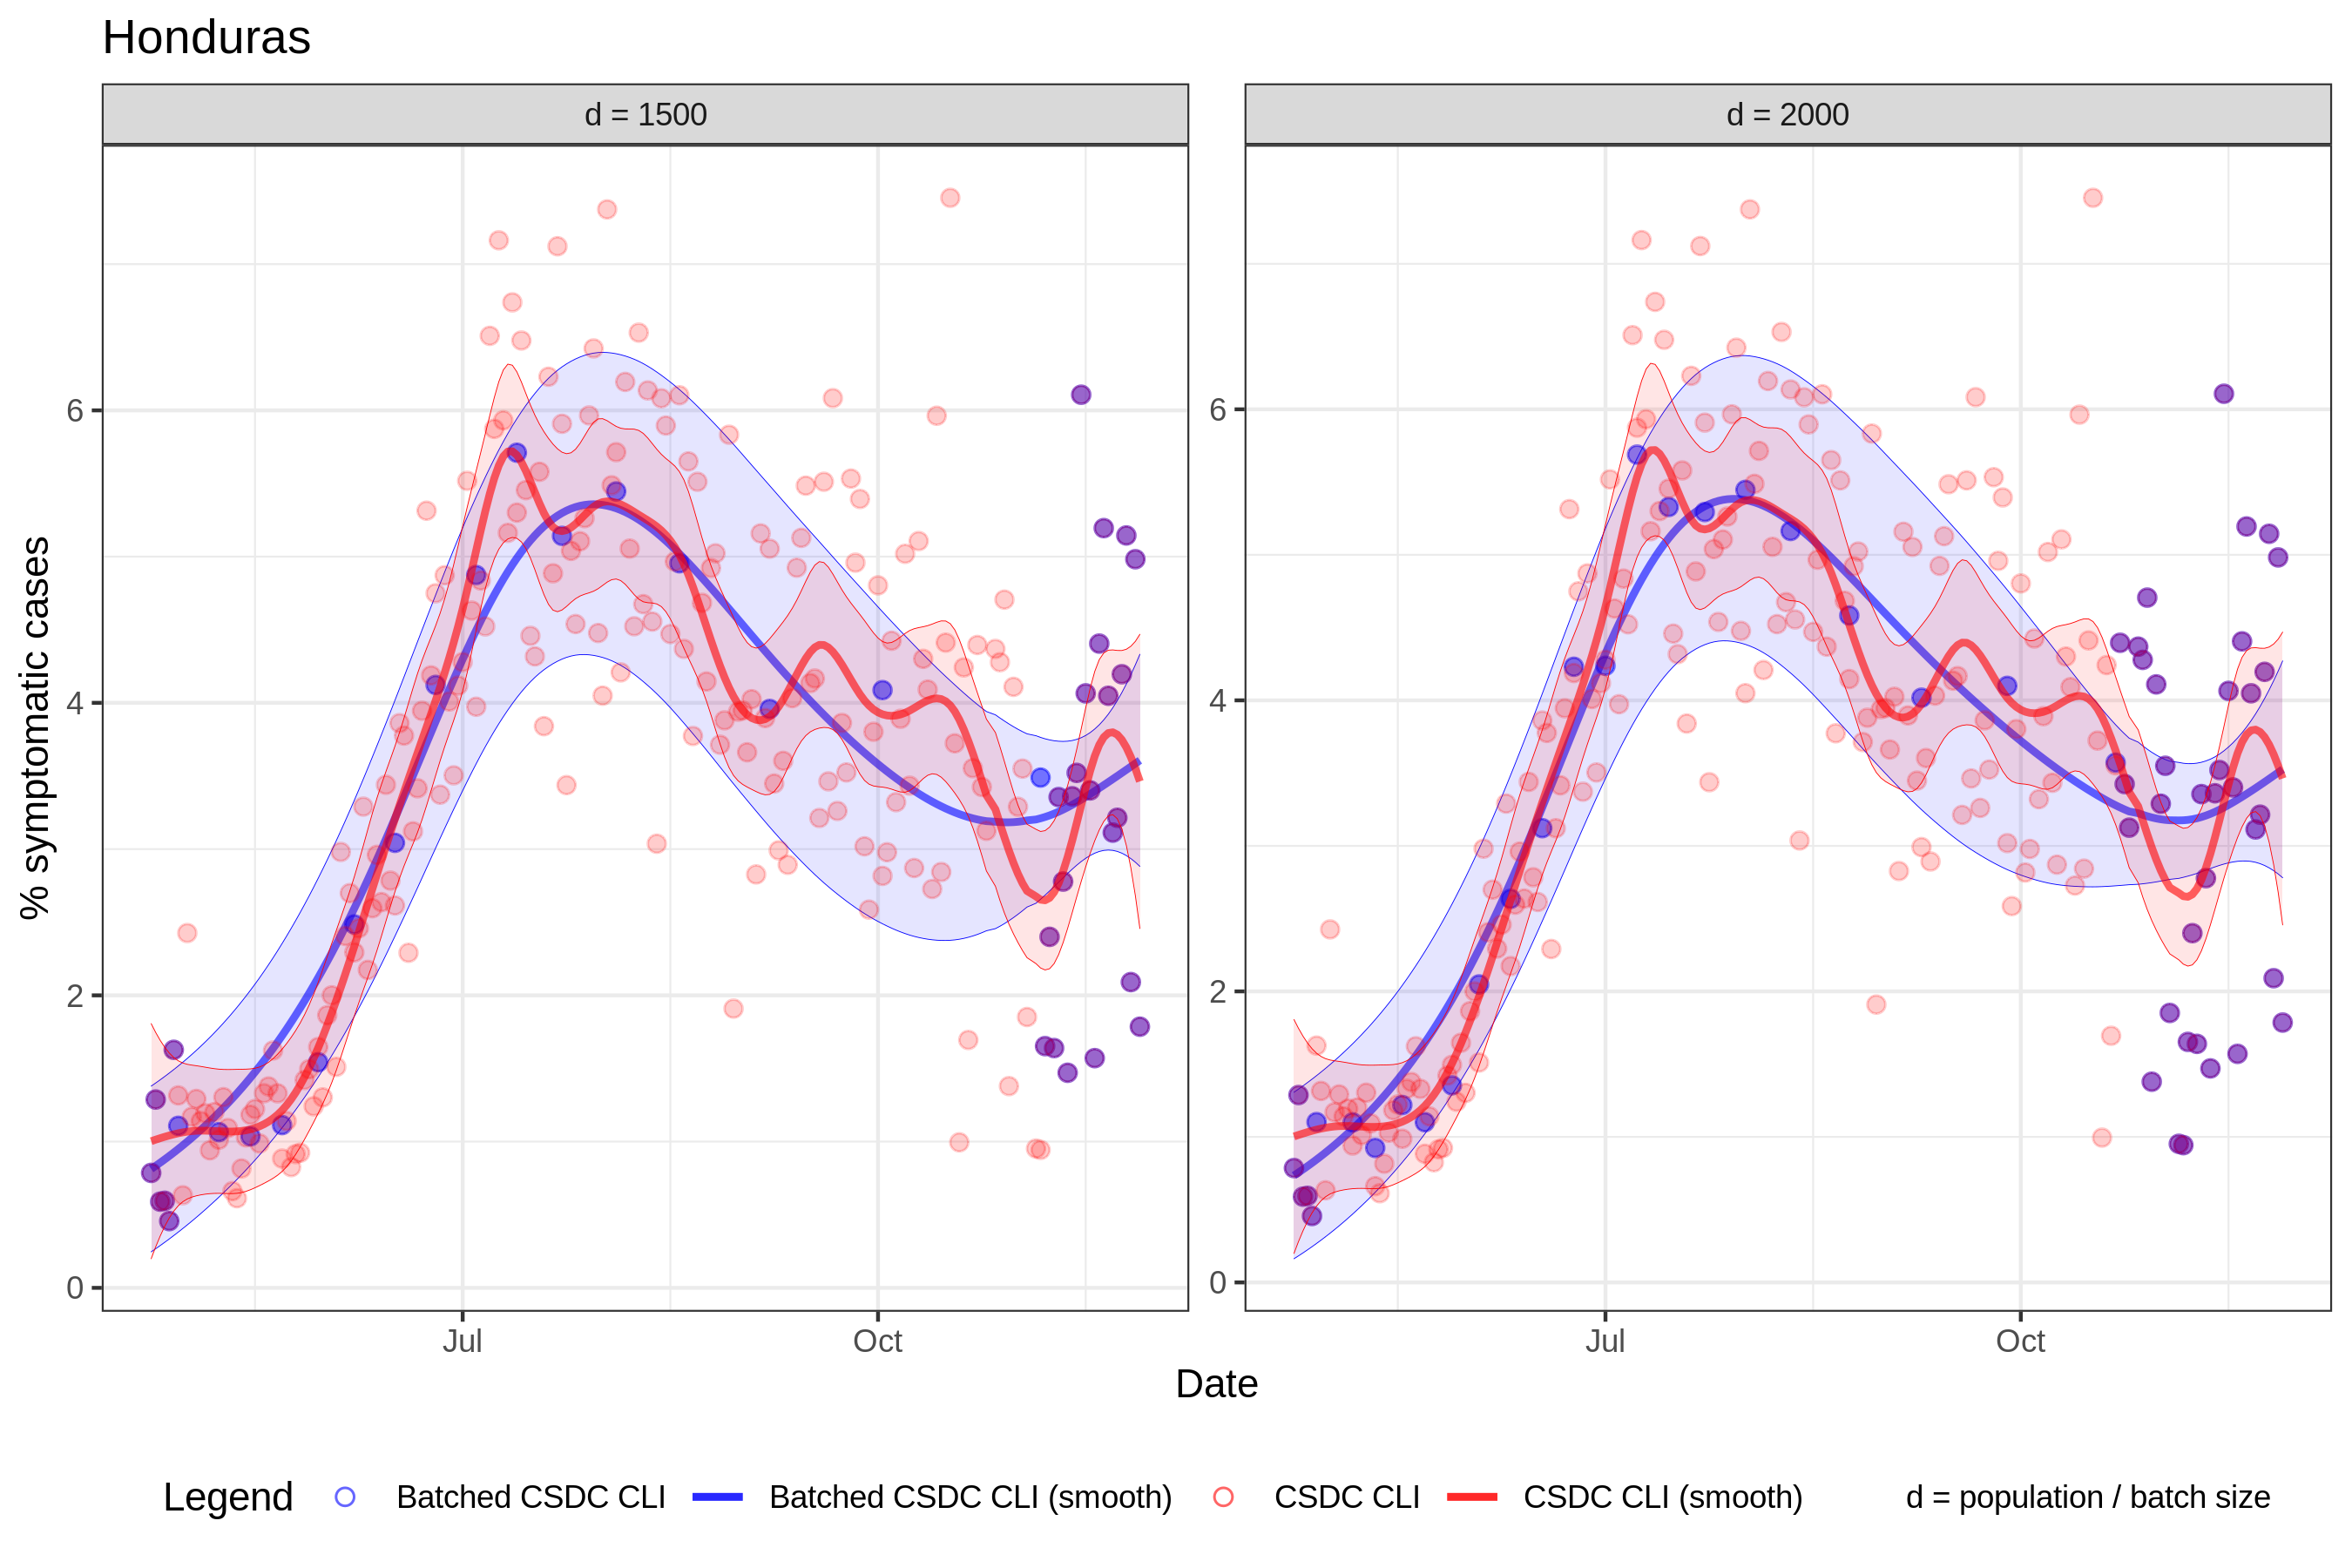 Honduras
d = 1500
d = 2000
% symptomatic cases
6
4
2
0
6
4
2
0
Jul
Oct
Jul
Oct
Date
Legend
Batched CSDC CLI
Batched CSDC CLI (smooth)
CSDC CLI
CSDC CLI (smooth)
d = population / batch size